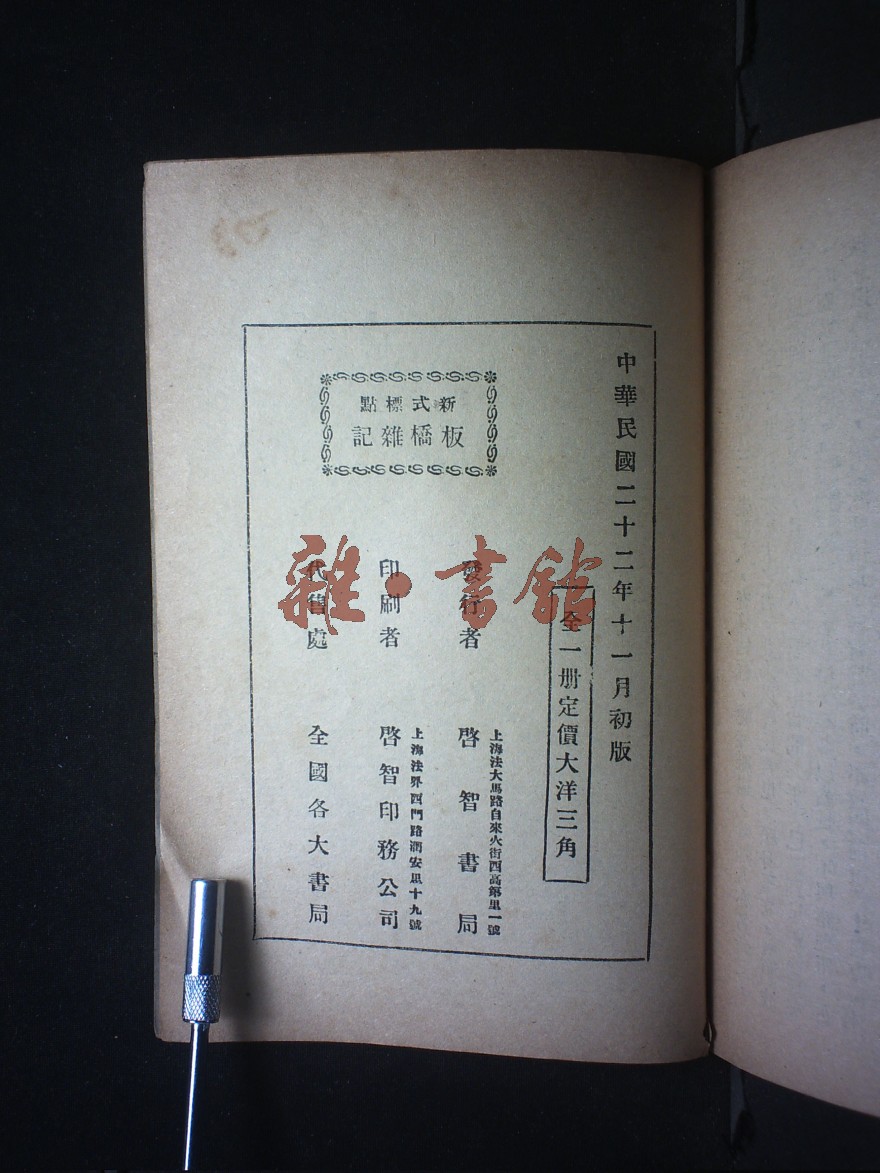 中華民國二十二年十一月初版
全一册定價大洋三角
新式標點
板橋雜記
上海法大馬路自來火街西高第里一號
發行者 啓智書局
上海法界西門路潤安里十九號
印刷者 啓智印務公司
代售處 全國各大書局
雜·書館